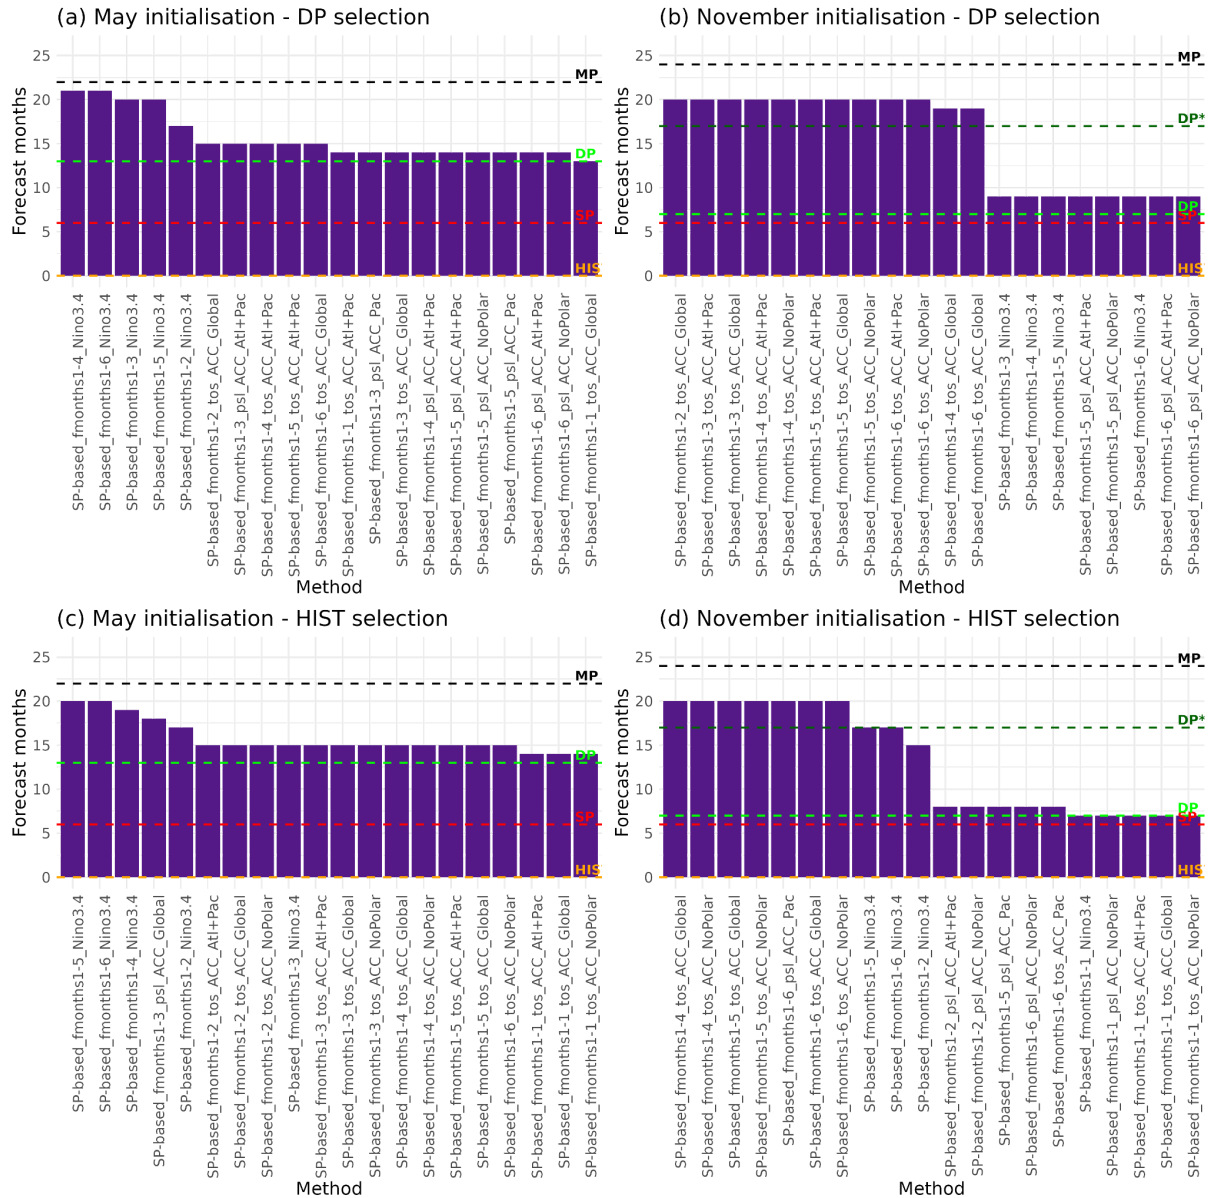 (a) May initialisation - DP selection
Forecast months
25
20
15
10
5
0
MP
DP
SP
HIS
SP-based_fmonths1-4_Nino3.4
SP-based_fmonths1-6_Nino3.4
SP-based_fmonths1-3_Nino3.4
SP-based_fmonths1-5_Nino3.4
SP-based_fmonths1-2_Nino3.4
SP-based_fmonths1-2_tos_ACC_Global
SP-based_fmonths1-3_psl_ACC_Atl+Pac
SP-based_fmonths1-4_tos_ACC_Atl+Pac
SP-based_fmonths1-5_tos_ACC_Atl+Pac
SP-based_fmonths1-6_tos_ACC_Global
SP-based_fmonths1-1_tos_ACC_Atl+Pac
SP-based_fmonths1-3_psl_ACC_Pac
SP-based_fmonths1-3_tos_ACC_Global
SP-based_fmonths1-4_psl_ACC_Atl+Pac
SP-based_fmonths1-5_psl_ACC_Atl+Pac
SP-based_fmonths1-5_psl_ACC_NoPolar
SP-based_fmonths1-5_psl_ACC_Pac
SP-based_fmonths1-6_psl_ACC_Atl+Pac
SP-based_fmonths1-6_psl_ACC_NoPolar
SP-based_fmonths1-1_tos_ACC_Global
Method
(b) November initialisation - DP selection
Forecast months
25
20
15
10
5
0
MP
DP*
DP
SP
HIS
SP-based_fmonths1-2_tos_ACC_Global
SP-based_fmonths1-3_tos_ACC_Atl+Pac
SP-based_fmonths1-3_tos_ACC_Global
SP-based_fmonths1-4_tos_ACC_Atl+Pac
SP-based_fmonths1-4_tos_ACC_NoPolar
SP-based_fmonths1-5_tos_ACC_Atl+Pac
SP-based_fmonths1-5_tos_ACC_Global
SP-based_fmonths1-5_tos_ACC_NoPolar
SP-based_fmonths1-6_tos_ACC_Atl+Pac
SP-based_fmonths1-6_tos_ACC_NoPolar
SP-based_fmonths1-4_tos_ACC_Global
SP-based_fmonths1-6_tos_ACC_Global
SP-based_fmonths1-3_Nino3.4
SP-based_fmonths1-4_Nino3.4
SP-based_fmonths1-5_Nino3.4
SP-based_fmonths1-5_psl_ACC_Atl+Pac
SP-based_fmonths1-5_psl_ACC_NoPolar
SP-based_fmonths1-6_Nino3.4
SP-based_fmonths1-6_psl_ACC_Atl+Pac
SP-based_fmonths1-6_psl_ACC_NoPolar
Method
(c) May initialisation - HIST selection
Forecast months
25
20
15
10
5
0
MP
DP
SP
HIS
SP-based_fmonths1-5_Nino3.4
SP-based_fmonths1-6_Nino3.4
SP-based_fmonths1-4_Nino3.4
SP-based_fmonths1-3_psl_ACC_Global
SP-based_fmonths1-2_Nino3.4
SP-based_fmonths1-2_tos_ACC_Atl+Pac
SP-based_fmonths1-2_tos_ACC_Global
SP-based_fmonths1-2_tos_ACC_NoPolar
SP-based_fmonths1-3_Nino3.4
SP-based_fmonths1-3_tos_ACC_Atl+Pac
SP-based_fmonths1-3_tos_ACC_Global
SP-based_fmonths1-3_tos_ACC_NoPolar
SP-based_fmonths1-4_tos_ACC_Global
SP-based_fmonths1-4_tos_ACC_NoPolar
SP-based_fmonths1-5_tos_ACC_Atl+Pac
SP-based_fmonths1-5_tos_ACC_Global
SP-based_fmonths1-6_tos_ACC_NoPolar
SP-based_fmonths1-1_tos_ACC_Atl+Pac
SP-based_fmonths1-1_tos_ACC_Global
SP-based_fmonths1-1_tos_ACC_NoPolar
Method
(d) November initialisation - HIST selection
Forecast months
25
20
15
10
5
0
MP
DP*
DP
SP
HIS
SP-based_fmonths1-4_tos_ACC_Global
SP-based_fmonths1-4_tos_ACC_NoPolar
SP-based_fmonths1-5_tos_ACC_Global
SP-based_fmonths1-5_tos_ACC_NoPolar
SP-based_fmonths1-6_psl_ACC_Pac
SP-based_fmonths1-6_tos_ACC_Global
SP-based_fmonths1-6_tos_ACC_NoPolar
SP-based_fmonths1-5_Nino3.4
SP-based_fmonths1-6_Nino3.4
SP-based_fmonths1-2_Nino3.4
SP-based_fmonths1-2_psl_ACC_Atl+Pac
SP-based_fmonths1-2_psl_ACC_NoPolar
SP-based_fmonths1-5_psl_ACC_Pac
SP-based_fmonths1-6_psl_ACC_NoPolar
SP-based_fmonths1-6_tos_ACC_Pac
SP-based_fmonths1-1_Nino3.4
SP-based_fmonths1-1_psl_ACC_NoPolar
SP-based_fmonths1-1_tos_ACC_Atl+Pac
SP-based_fmonths1-1_tos_ACC_Global
SP-based_fmonths1-1_tos_ACC_NoPolar
Method